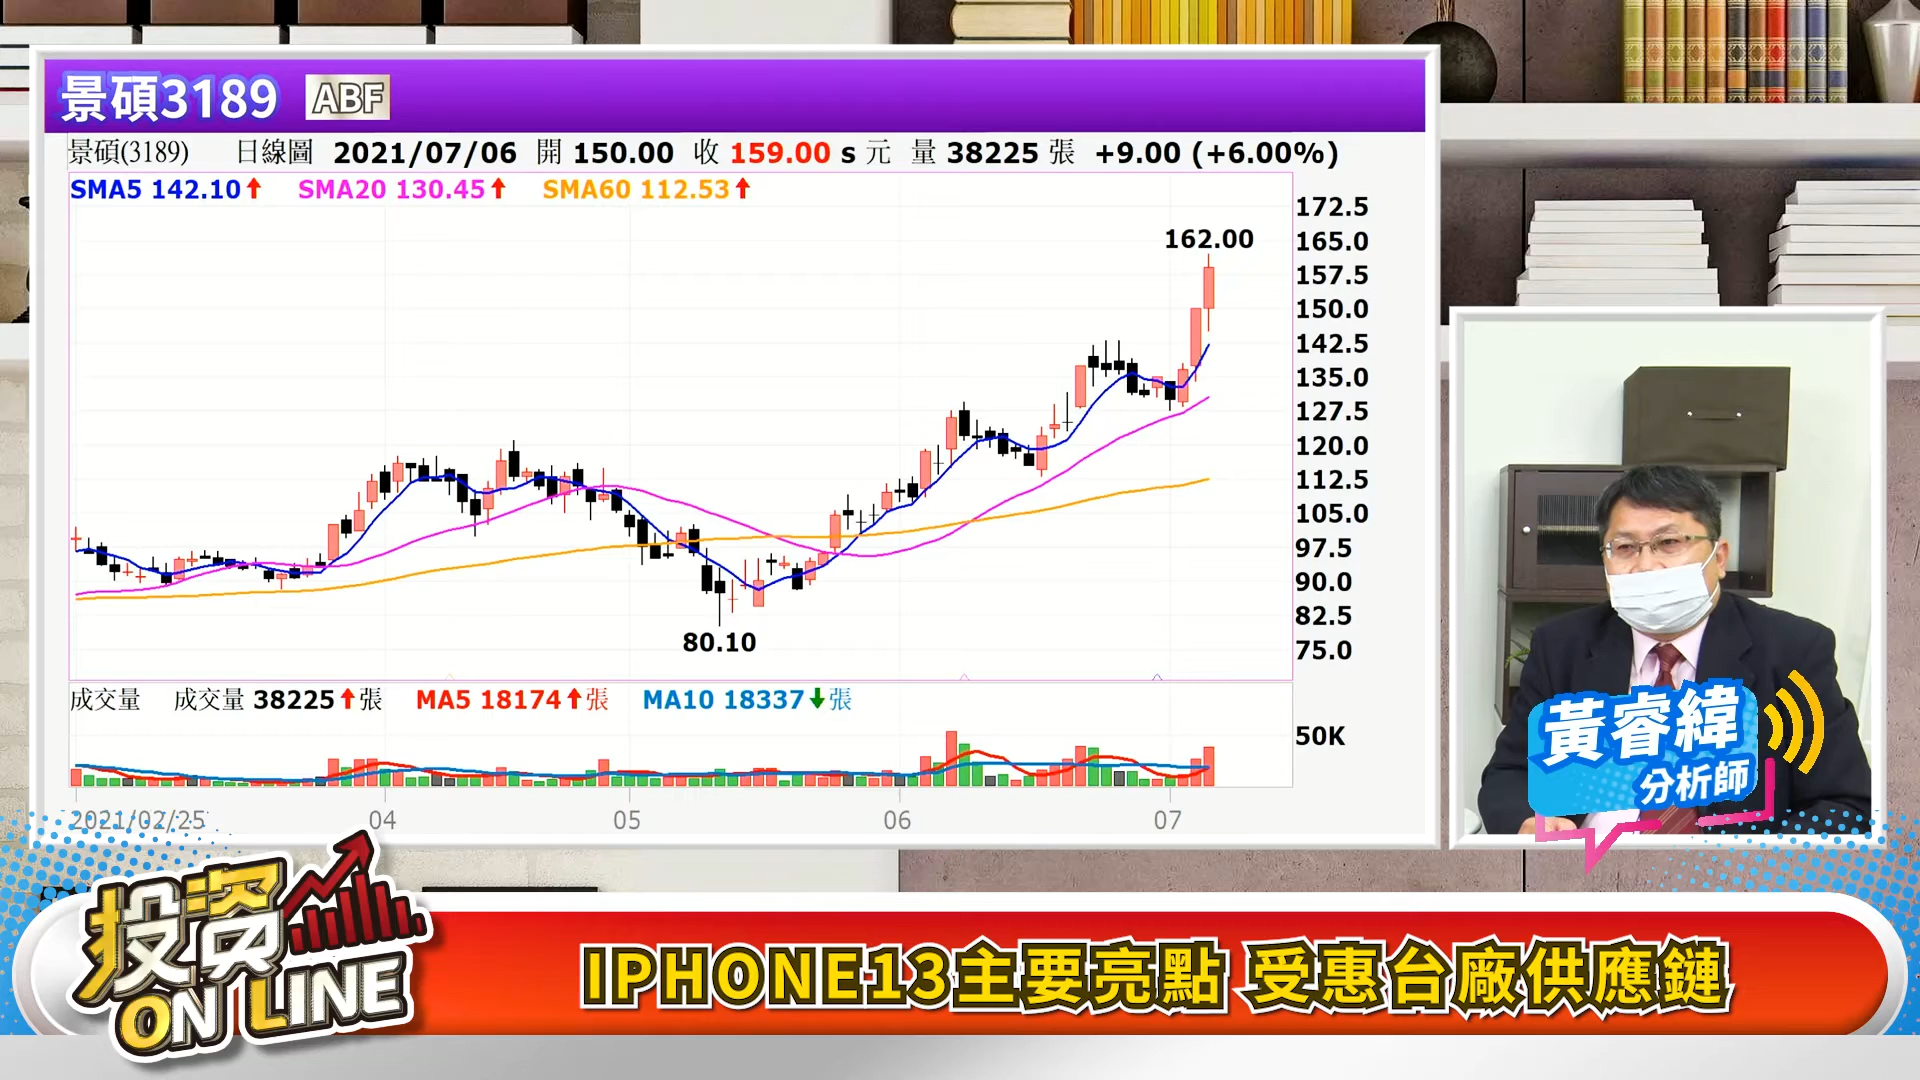 景碩3189 ABF
景碩(3189) 日線圖 2021/07/06 開 150.00 收 159.00 s 元 量 38225 張 +9.00 (+6.00%)
SMA5 142.10↑ SMA20 130.45↑ SMA60 112.53↑
172.5
165.0
157.5
150.0
142.5
135.0
127.5
120.0
112.5
105.0
97.5
90.0
82.5
75.0
162.00
80.10
成交量 成交量 38225↑張 MA5 18174↑張 MA10 18337↓張
50K
2021/02/25 04 05 06 07
黃睿緯
分析師
投資
ON LINE
IPHONE13主要亮點 受惠台廠供應鏈